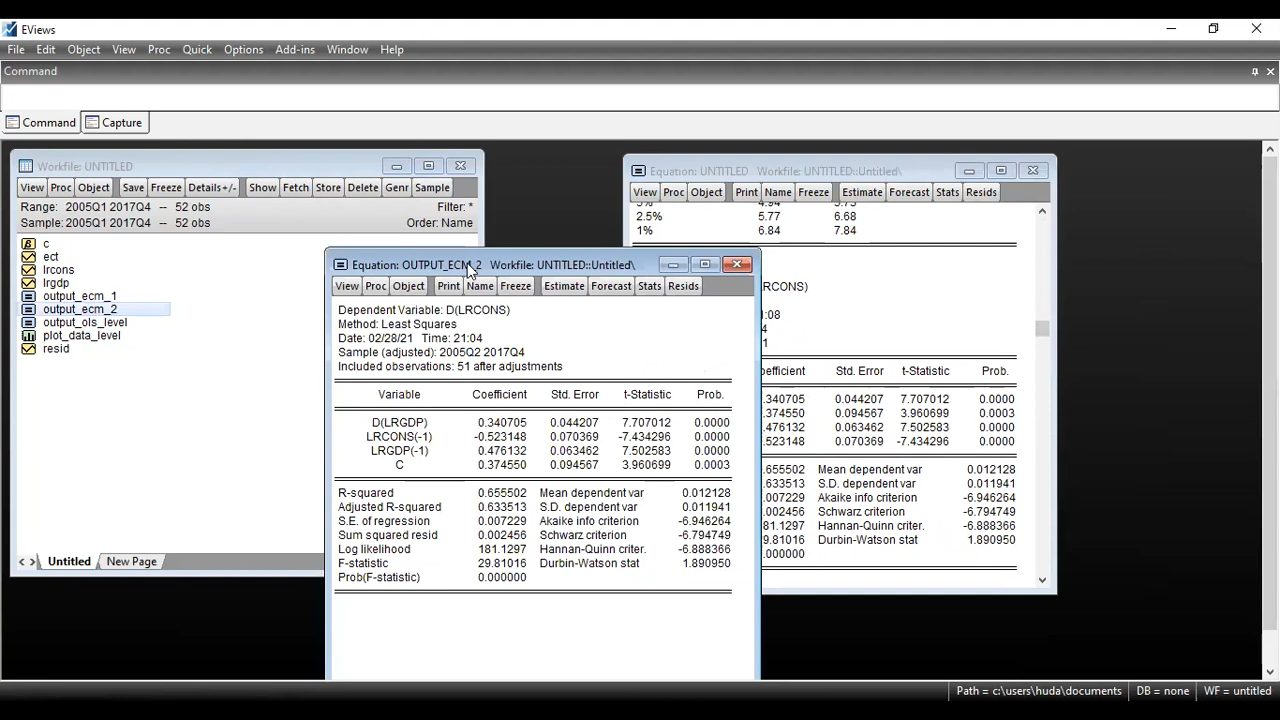 EViews
File Edit Object View Proc Quick Options Add-ins Window Help
Command
Command Capture
Workfile: UNTITLED
View Proc Object Save Freeze Details+/- Show Fetch Store Delete Genr Sample
Range: 2005Q1 2017Q4 -- 52 obs Filter: *
Sample: 2005Q1 2017Q4 -- 52 obs Order: Name
c
ect
lrcons
lrgdp
output_ecm_1
output_ecm_2
output_ols_level
plot_data_level
resid
Untitled New Page
Equation: OUTPUT_ECM_2 Workfile: UNTITLED::Untitled\
View Proc Object Print Name Freeze Estimate Forecast Stats Resids
Dependent Variable: D(LRCONS)
Method: Least Squares
Date: 02/28/21 Time: 21:04
Sample (adjusted): 2005Q2 2017Q4
Included observations: 51 after adjustments
Variable Coefficient Std. Error t-Statistic Prob.
D(LRGDP) 0.340705 0.044207 7.707012 0.0000
LRCONS(-1) -0.523148 0.070369 -7.434296 0.0000
LRGDP(-1) 0.476132 0.063462 7.502583 0.0000
C 0.374550 0.094567 3.960699 0.0003
R-squared 0.655502 Mean dependent var 0.012128
Adjusted R-squared 0.633513 S.D. dependent var 0.011941
S.E. of regression 0.007229 Akaike info criterion -6.946264
Sum squared resid 0.002456 Schwarz criterion -6.794749
Log likelihood 181.1297 Hannan-Quinn criter. -6.888366
F-statistic 29.81016 Durbin-Watson stat 1.890950
Prob(F-statistic) 0.000000
Equation: UNTITLED Workfile: UNTITLED::Untitled\
View Proc Object Print Name Freeze Estimate Forecast Stats Resids
2.5% 5.77 6.68
1% 6.84 7.84
RCONS)
1:08
4
1
efficient Std. Error t-Statistic Prob.
.340705 0.044207 7.707012 0.0000
.374550 0.094567 3.960699 0.0003
.476132 0.063462 7.502583 0.0000
.523148 0.070369 -7.434296 0.0000
.655502 Mean dependent var 0.012128
.633513 S.D. dependent var 0.011941
.007229 Akaike info criterion -6.946264
.002456 Schwarz criterion -6.794749
81.1297 Hannan-Quinn criter. -6.888366
9.81016 Durbin-Watson stat 1.890950
.000000
Path = c:\users\huda\documents DB = none WF = untitled